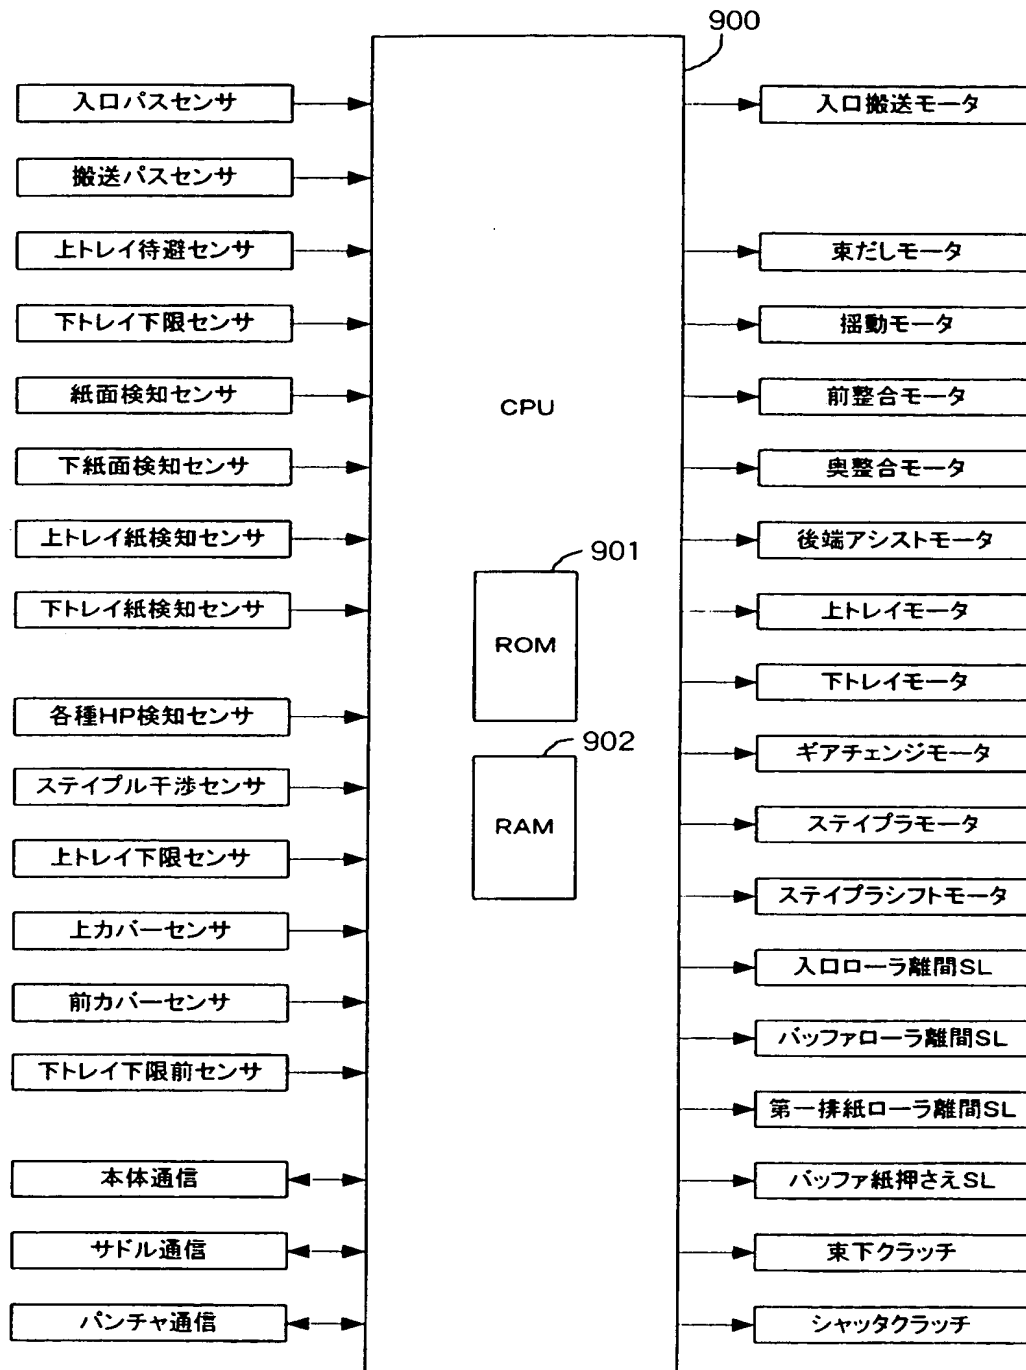 900
入口パスセンサ
搬送パスセンサ
上トレイ待避センサ
下トレイ下限センサ
紙面検知センサ
下紙面検知センサ
上トレイ紙検知センサ
下トレイ紙検知センサ
各種HP検知センサ
ステイプル干渉センサ
上トレイ下限センサ
上カバーセンサ
前カバーセンサ
下トレイ下限前センサ
本体通信
サドル通信
パンチャ通信
CPU
901
ROM
902
RAM
入口搬送モータ
束だしモータ
揺動モータ
前整合モータ
奥整合モータ
後端アシストモータ
上トレイモータ
下トレイモータ
ギアチェンジモータ
ステイプラモータ
ステイプラシフトモータ
入口ローラ離間SL
バッファローラ離間SL
第一排紙ローラ離間SL
バッファ紙押さえSL
束下クラッチ
シャッタクラッチ